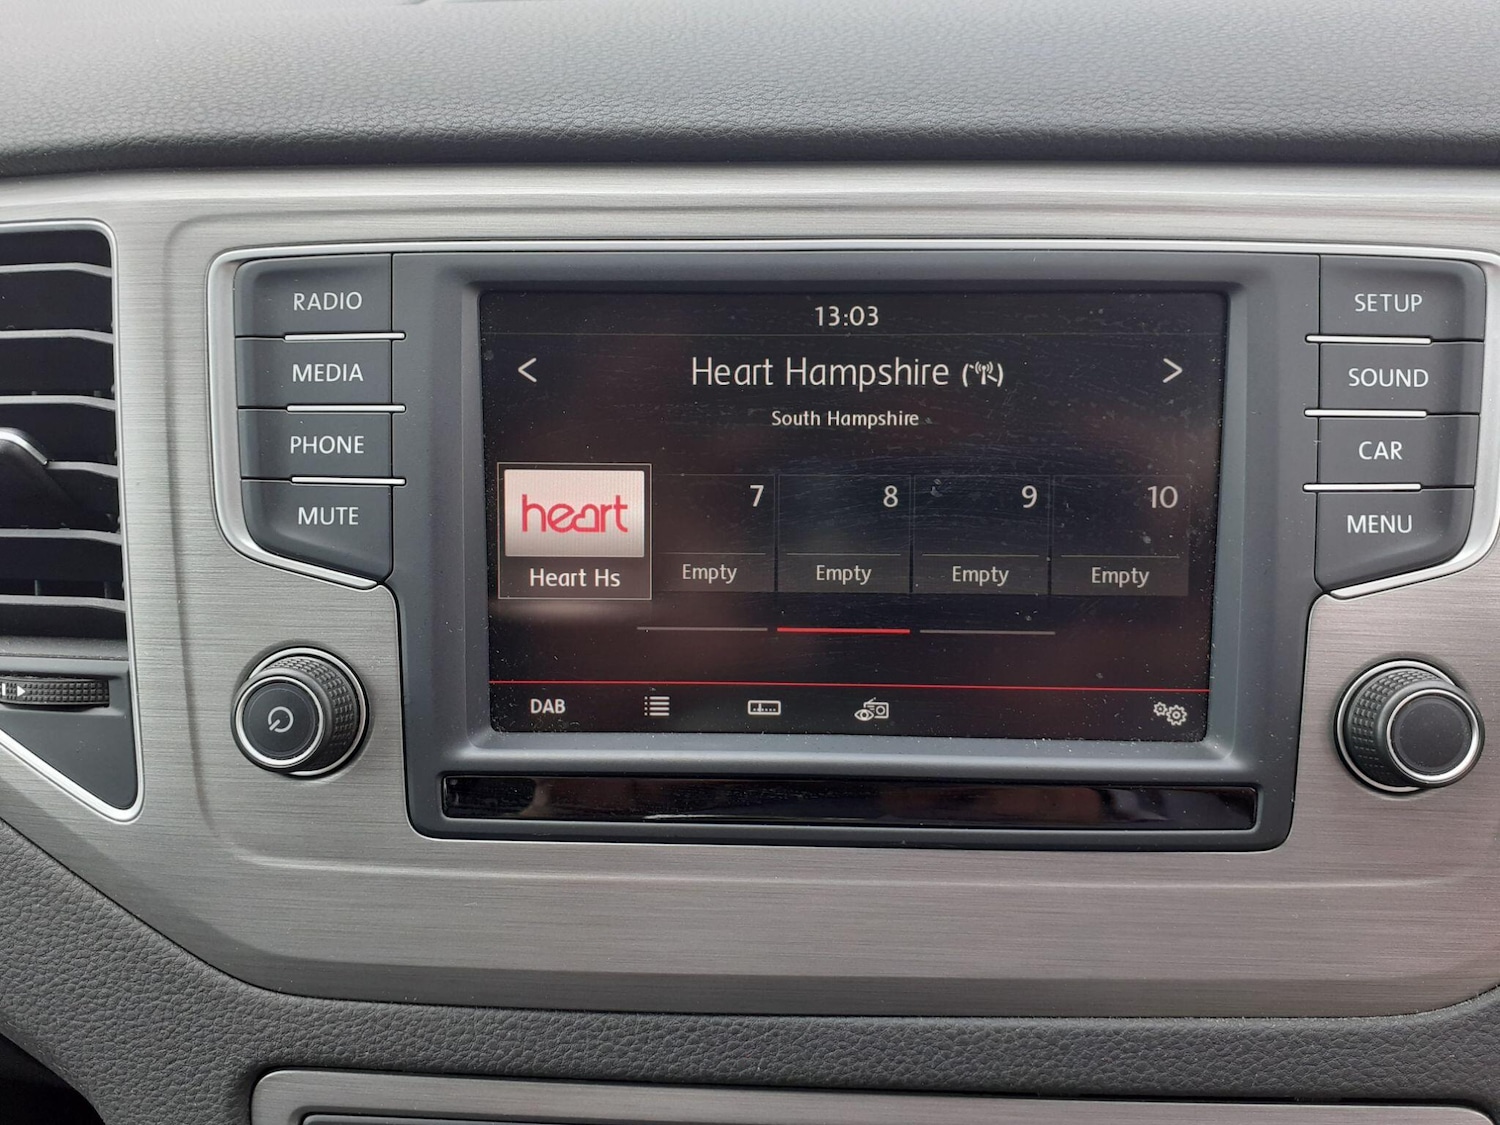 RADIO
MEDIA
PHONE
MUTE
13:03
< Heart Hampshire >
South Hampshire
heart
Heart Hs
7
Empty
8
Empty
9
Empty
10
Empty
DAB
SETUP
SOUND
CAR
MENU